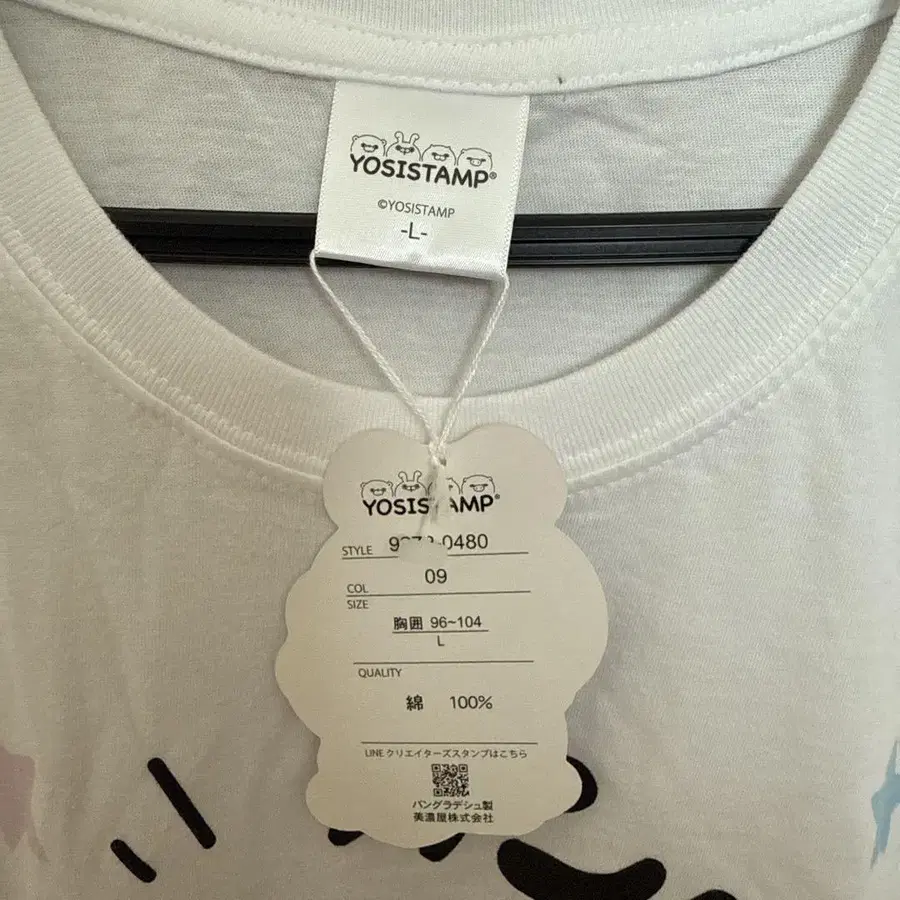 YOSISTAMP®
©YOSISTAMP
-L-
YOSISTAMP®
STYLE
COL 09
SIZE
胸囲 96~104
L
QUALITY
綿 100%
LINE クリエイターズスタンプはこちら
バングラデシュ製
美濃屋株式会社